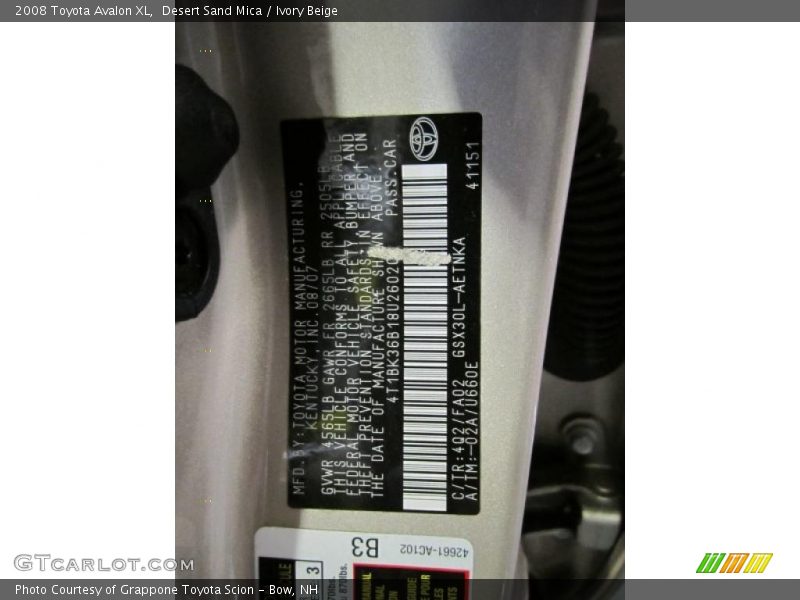 2008 Toyota Avalon XL, Desert Sand Mica / Ivory Beige
MFD.BY:TOYOTA MOTOR MANUFACTURING,
KENTUCKY,INC. 08/07
GVWR 4565LB GAWR FR 2665LB RR 2505LB
THIS VEHICLE CONFORMS TO ALL APPLICABLE
FEDERAL MOTOR VEHICLE SAFETY BUMPER AND
THEFT PREVENTION STANDARDS IN EFFECT ON
THE DATE OF MANUFACTURE SHOWN ABOVE.
4T1BK36B18U26020 PASS.CAR
C/TR:4Q2/FA02 GSX30L-AETNKA
A/TM:-02A/U660E 41151
B3
42661-AC102
3
GTCarLot.com
Photo Courtesy of Grappone Toyota Scion - Bow, NH